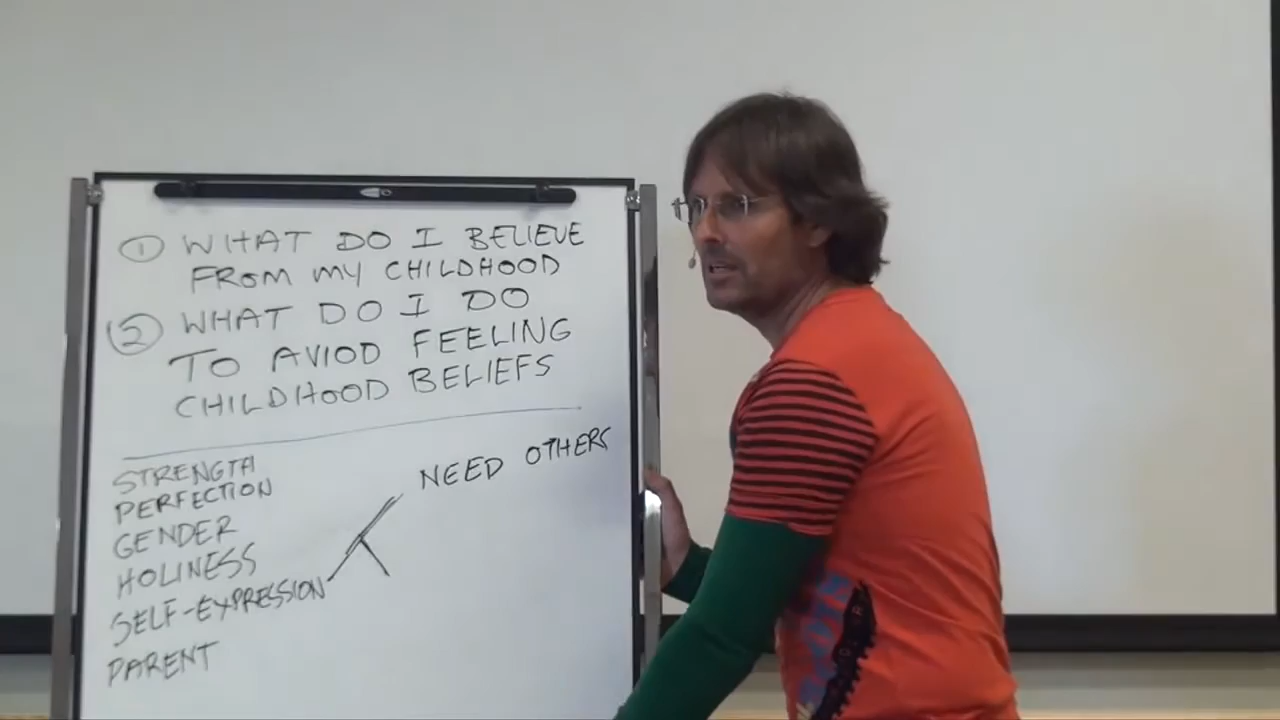 ① WHAT DO I BELIEVE
FROM MY CHILDHOOD
② WHAT DO I DO
TO AVIOD FEELING
CHILDHOOD BELIEFS
STRENGTH
PERFECTION
GENDER
HOLINESS
SELF-EXPRESSION
PARENT
NEED OTHERS